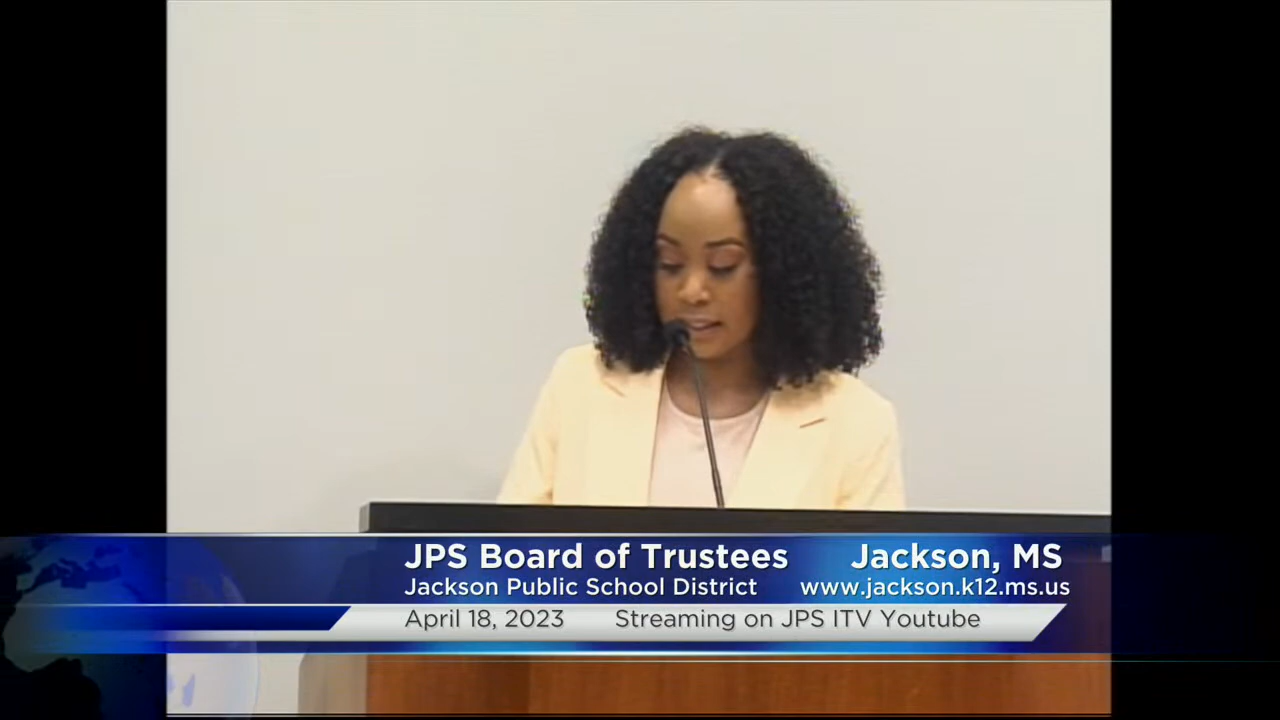 JPS Board of Trustees Jackson, MS
Jackson Public School District www.jackson.k12.ms.us
April 18, 2023 Streaming on JPS ITV Youtube